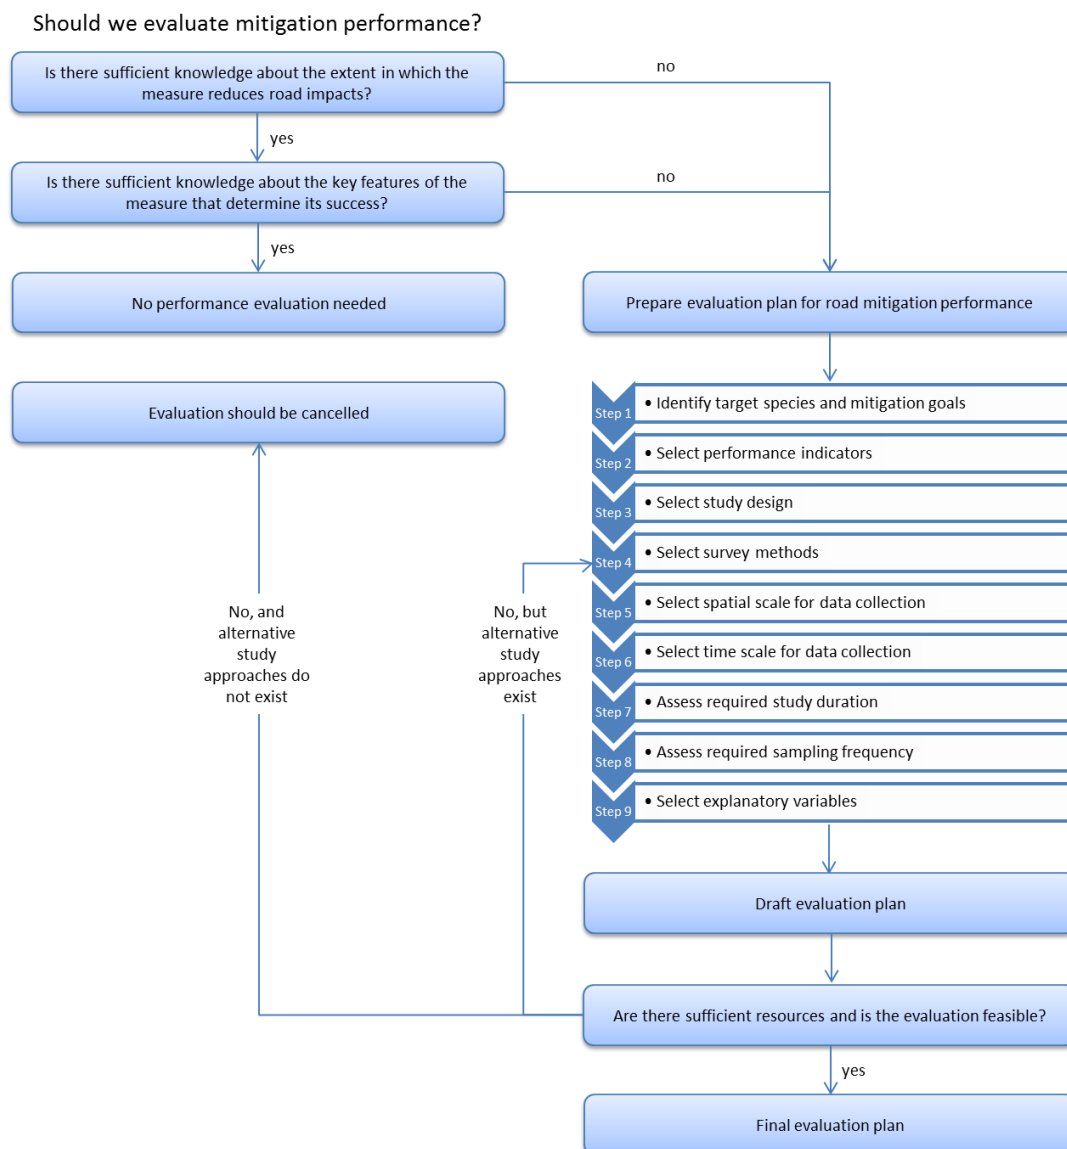 Should we evaluate mitigation performance?
Is there sufficient knowledge about the extent in which the
measure reduces road impacts?
no
yes
Is there sufficient knowledge about the key features of the
measure that determine its success?
no
yes
No performance evaluation needed
Prepare evaluation plan for road mitigation performance
Evaluation should be cancelled
Step 1
• Identify target species and mitigation goals
Step 2
• Select performance indicators
Step 3
• Select study design
Step 4
• Select survey methods
Step 5
• Select spatial scale for data collection
Step 6
• Select time scale for data collection
Step 7
• Assess required study duration
Step 8
• Assess required sampling frequency
Step 9
• Select explanatory variables
No, and
alternative
study
approaches do
not exist
No, but
alternative
study
approaches
exist
Draft evaluation plan
Are there sufficient resources and is the evaluation feasible?
yes
Final evaluation plan